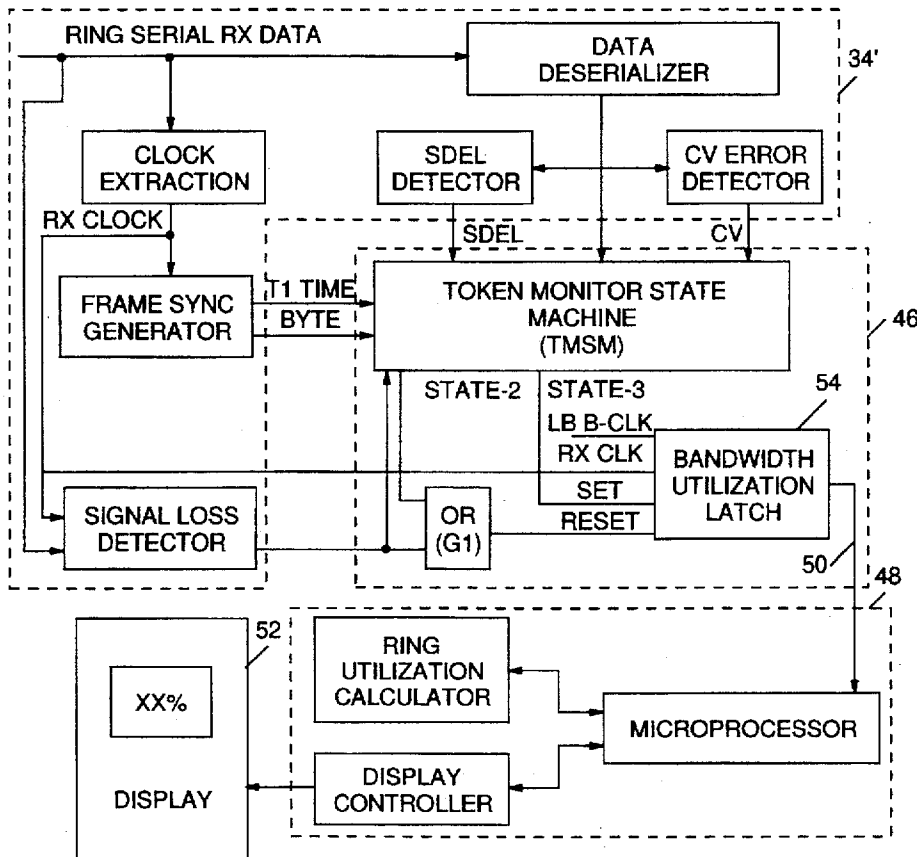 RING SERIAL RX DATA
DATA
DESERIALIZER
34'
CLOCK
EXTRACTION
SDEL
DETECTOR
CV ERROR
DETECTOR
RX CLOCK
SDEL
CV
FRAME SYNC
GENERATOR
T1 TIME
BYTE
TOKEN MONITOR STATE
MACHINE
(TMSM)
46
STATE-2
STATE-3
54
LB B-CLK
RX CLK
SET
RESET
BANDWIDTH
UTILIZATION
LATCH
SIGNAL LOSS
DETECTOR
OR
(G1)
50
48
52
XX%
DISPLAY
RING
UTILIZATION
CALCULATOR
MICROPROCESSOR
DISPLAY
CONTROLLER